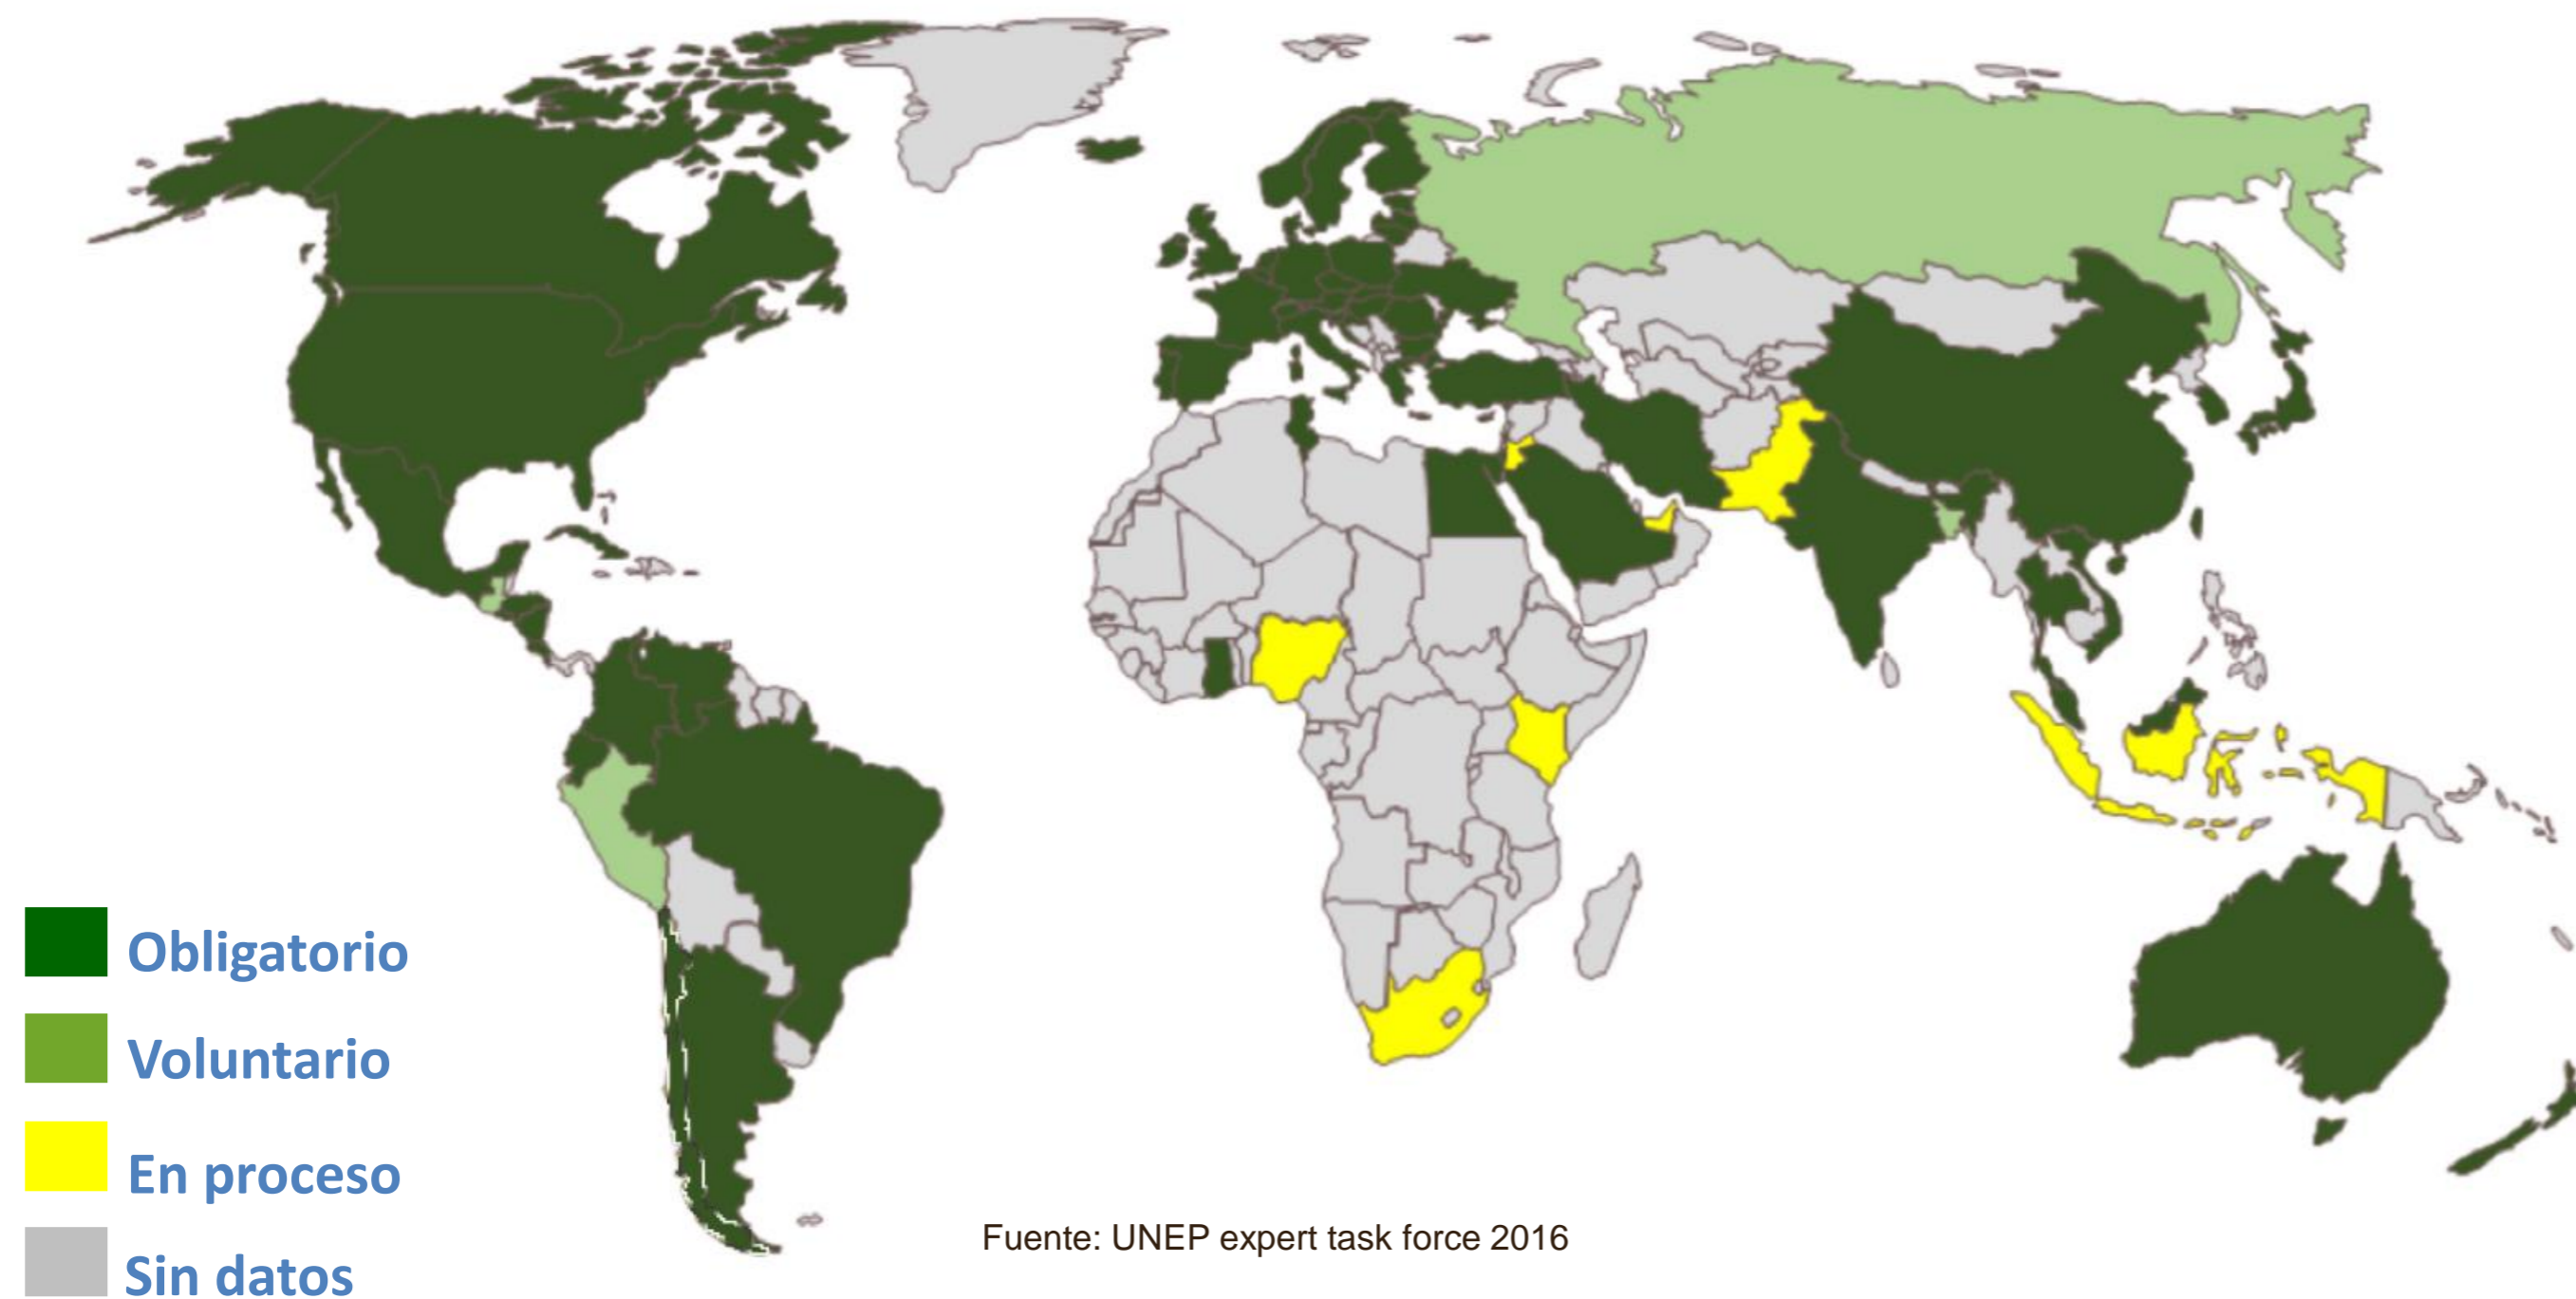 Obligatorio
Voluntario
En proceso
Sin datos
Fuente: UNEP expert task force 2016